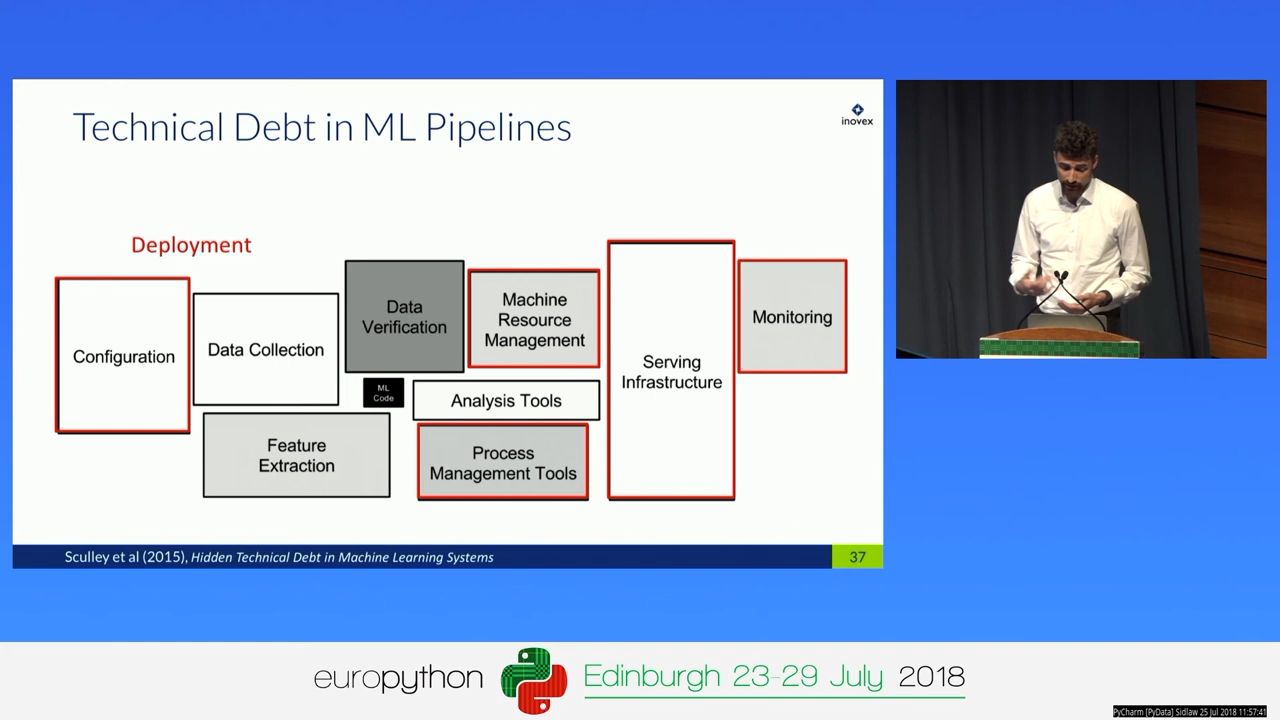 Technical Debt in ML Pipelines
inovex
Deployment
Configuration
Data Collection
Data
Verification
Machine
Resource
Management
Serving
Infrastructure
Monitoring
ML
Code
Analysis Tools
Feature
Extraction
Process
Management Tools
Sculley et al (2015), Hidden Technical Debt in Machine Learning Systems
37
europython
Edinburgh 23-29 July 2018
PyCharm [PyData] Sidlaw 25 Jul 2018 11:57:41